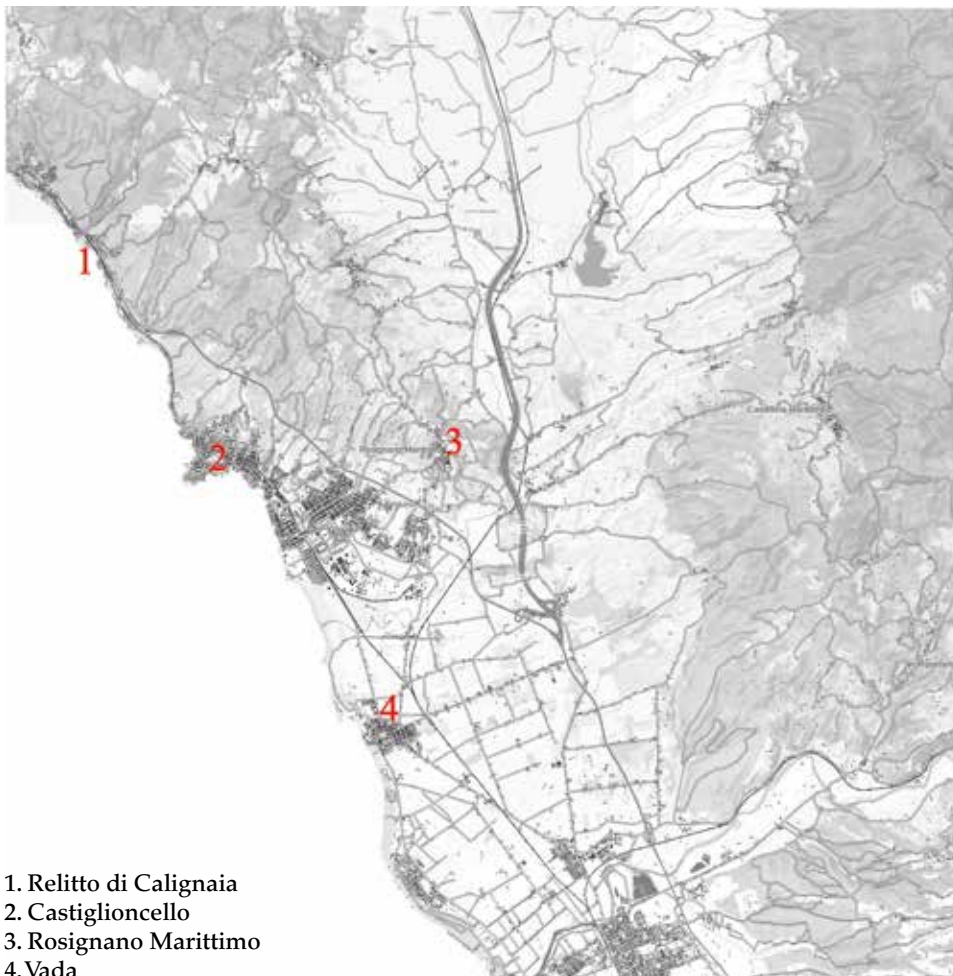 1
2
3
4
1. Relitto di Calignaia
2. Castiglioncello
3. Rosignano Marittimo
4. Vada